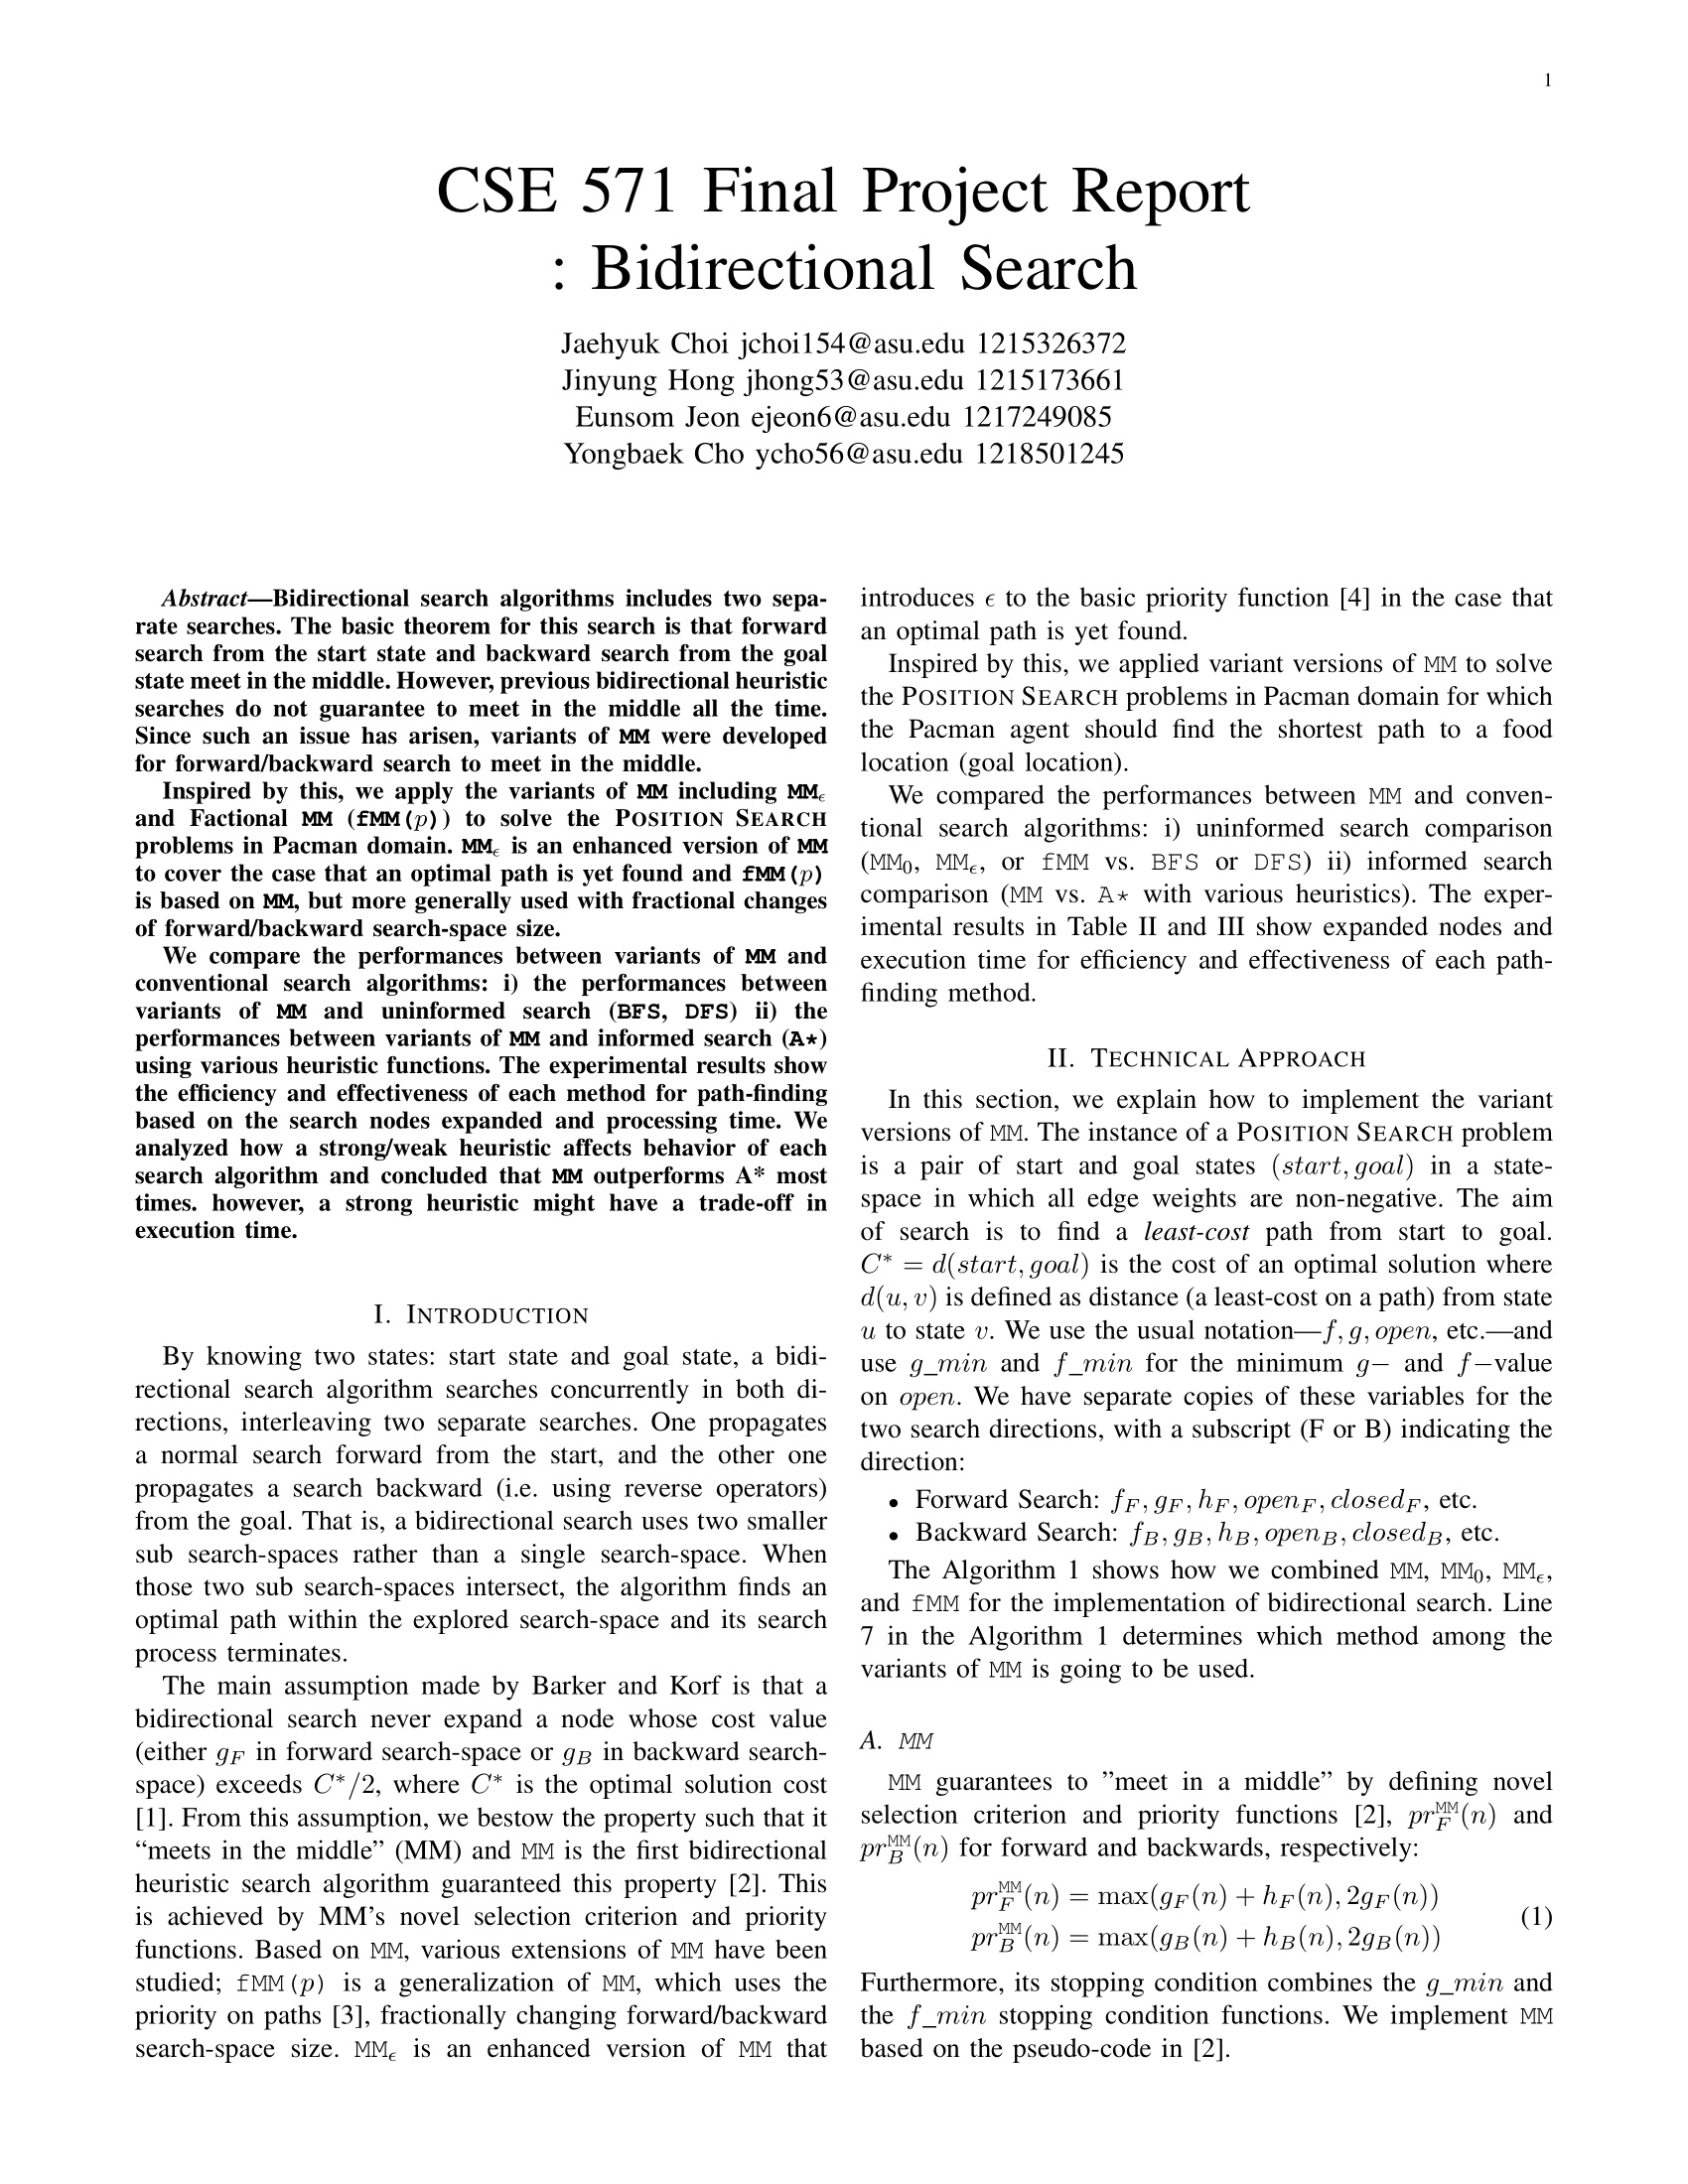 1
CSE 571 Final Project Report
: Bidirectional Search
Jaehyuk Choi jchoi154@asu.edu 1215326372
Jinyung Hong jhong53@asu.edu 1215173661
Eunsom Jeon ejeon6@asu.edu 1217249085
Yongbaek Cho ycho56@asu.edu 1218501245
Abstract—Bidirectional search algorithms includes two sepa-
rate searches. The basic theorem for this search is that forward
search from the start state and backward search from the goal
state meet in the middle. However, previous bidirectional heuristic
searches do not guarantee to meet in the middle all the time.
Since such an issue has arisen, variants of MM were developed
for forward/backward search to meet in the middle.
Inspired by this, we apply the variants of MM including MMϵ
and Factional MM (fMM(p)) to solve the POSITION SEARCH
problems in Pacman domain. MMϵ is an enhanced version of MM
to cover the case that an optimal path is yet found and fMM(p)
is based on MM, but more generally used with fractional changes
of forward/backward search-space size.
We compare the performances between variants of MM and
conventional search algorithms: i) the performances between
variants of MM and uninformed search (BFS, DFS) ii) the
performances between variants of MM and informed search (A*)
using various heuristic functions. The experimental results show
the efficiency and effectiveness of each method for path-finding
based on the search nodes expanded and processing time. We
analyzed how a strong/weak heuristic affects behavior of each
search algorithm and concluded that MM outperforms A* most
times. however, a strong heuristic might have a trade-off in
execution time.
I. INTRODUCTION
By knowing two states: start state and goal state, a bidi-
rectional search algorithm searches concurrently in both di-
rections, interleaving two separate searches. One propagates
a normal search forward from the start, and the other one
propagates a search backward (i.e. using reverse operators)
from the goal. That is, a bidirectional search uses two smaller
sub search-spaces rather than a single search-space. When
those two sub search-spaces intersect, the algorithm finds an
optimal path within the explored search-space and its search
process terminates.
The main assumption made by Barker and Korf is that a
bidirectional search never expand a node whose cost value
(either g_F in forward search-space or g_B in backward search-
space) exceeds C*/2, where C* is the optimal solution cost
[1]. From this assumption, we bestow the property such that it
“meets in the middle” (MM) and MM is the first bidirectional
heuristic search algorithm guaranteed this property [2]. This
is achieved by MM’s novel selection criterion and priority
functions. Based on MM, various extensions of MM have been
studied; fMM(p) is a generalization of MM, which uses the
priority on paths [3], fractionally changing forward/backward
search-space size. MMϵ is an enhanced version of MM that
introduces ϵ to the basic priority function [4] in the case that
an optimal path is yet found.
Inspired by this, we applied variant versions of MM to solve
the POSITION SEARCH problems in Pacman domain for which
the Pacman agent should find the shortest path to a food
location (goal location).
We compared the performances between MM and conven-
tional search algorithms: i) uninformed search comparison
(MM₀, MMϵ, or fMM vs. BFS or DFS) ii) informed search
comparison (MM vs. A* with various heuristics). The exper-
imental results in Table II and III show expanded nodes and
execution time for efficiency and effectiveness of each path-
finding method.
II. TECHNICAL APPROACH
In this section, we explain how to implement the variant
versions of MM. The instance of a POSITION SEARCH problem
is a pair of start and goal states (start, goal) in a state-
space in which all edge weights are non-negative. The aim
of search is to find a least-cost path from start to goal.
C* = d(start, goal) is the cost of an optimal solution where
d(u, v) is defined as distance (a least-cost on a path) from state
u to state v. We use the usual notation—f, g, open, etc.—and
use g_min and f_min for the minimum g− and f−value
on open. We have separate copies of these variables for the
two search directions, with a subscript (F or B) indicating the
direction:
• Forward Search: f_F, g_F, h_F, open_F, closed_F, etc.
• Backward Search: f_B, g_B, h_B, open_B, closed_B, etc.
The Algorithm 1 shows how we combined MM, MM₀, MMϵ,
and fMM for the implementation of bidirectional search. Line
7 in the Algorithm 1 determines which method among the
variants of MM is going to be used.
A. MM
MM guarantees to ”meet in a middle” by defining novel
selection criterion and priority functions [2], pr_F^MM(n) and
pr_B^MM(n) for forward and backwards, respectively:
pr_F^MM(n) = max(g_F(n) + h_F(n), 2g_F(n))
pr_B^MM(n) = max(g_B(n) + h_B(n), 2g_B(n))
(1)
Furthermore, its stopping condition combines the g_min and
the f_min stopping condition functions. We implement MM
based on the pseudo-code in [2].